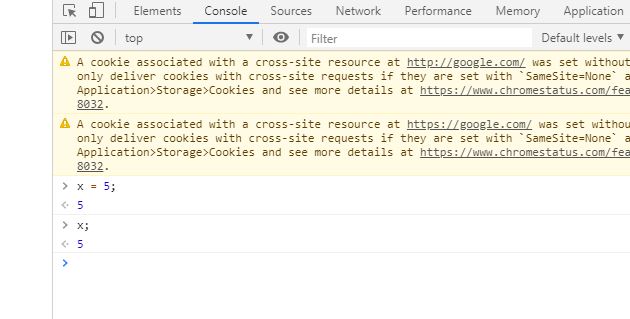 Elements Console Sources Network Performance Memory Application
top Filter Default levels
A cookie associated with a cross-site resource at http://google.com/ was set without
only deliver cookies with cross-site requests if they are set with `SameSite=None` a
Application>Storage>Cookies and see more details at https://www.chromestatus.com/fea
8032.
A cookie associated with a cross-site resource at https://google.com/ was set withou
only deliver cookies with cross-site requests if they are set with `SameSite=None` a
Application>Storage>Cookies and see more details at https://www.chromestatus.com/fea
8032.
> x = 5;
< 5
> x;
< 5
>